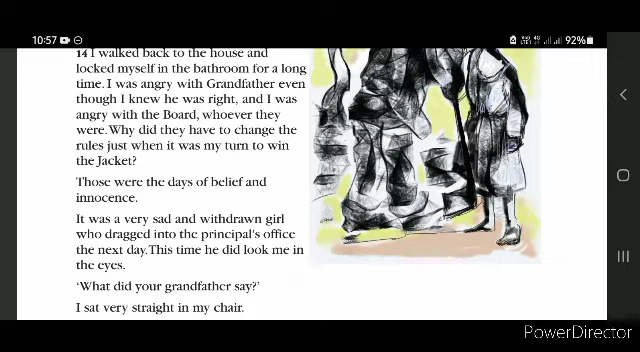 10:57
92%
14 I walked back to the house and
locked myself in the bathroom for a long
time. I was angry with Grandfather even
though I knew he was right, and I was
angry with the Board, whoever they
were. Why did they have to change the
rules just when it was my turn to win
the Jacket?
Those were the days of belief and
innocence.
It was a very sad and withdrawn girl
who dragged into the principal's office
the next day. This time he did look me in
the eyes.
'What did your grandfather say?'
I sat very straight in my chair.
PowerDirector